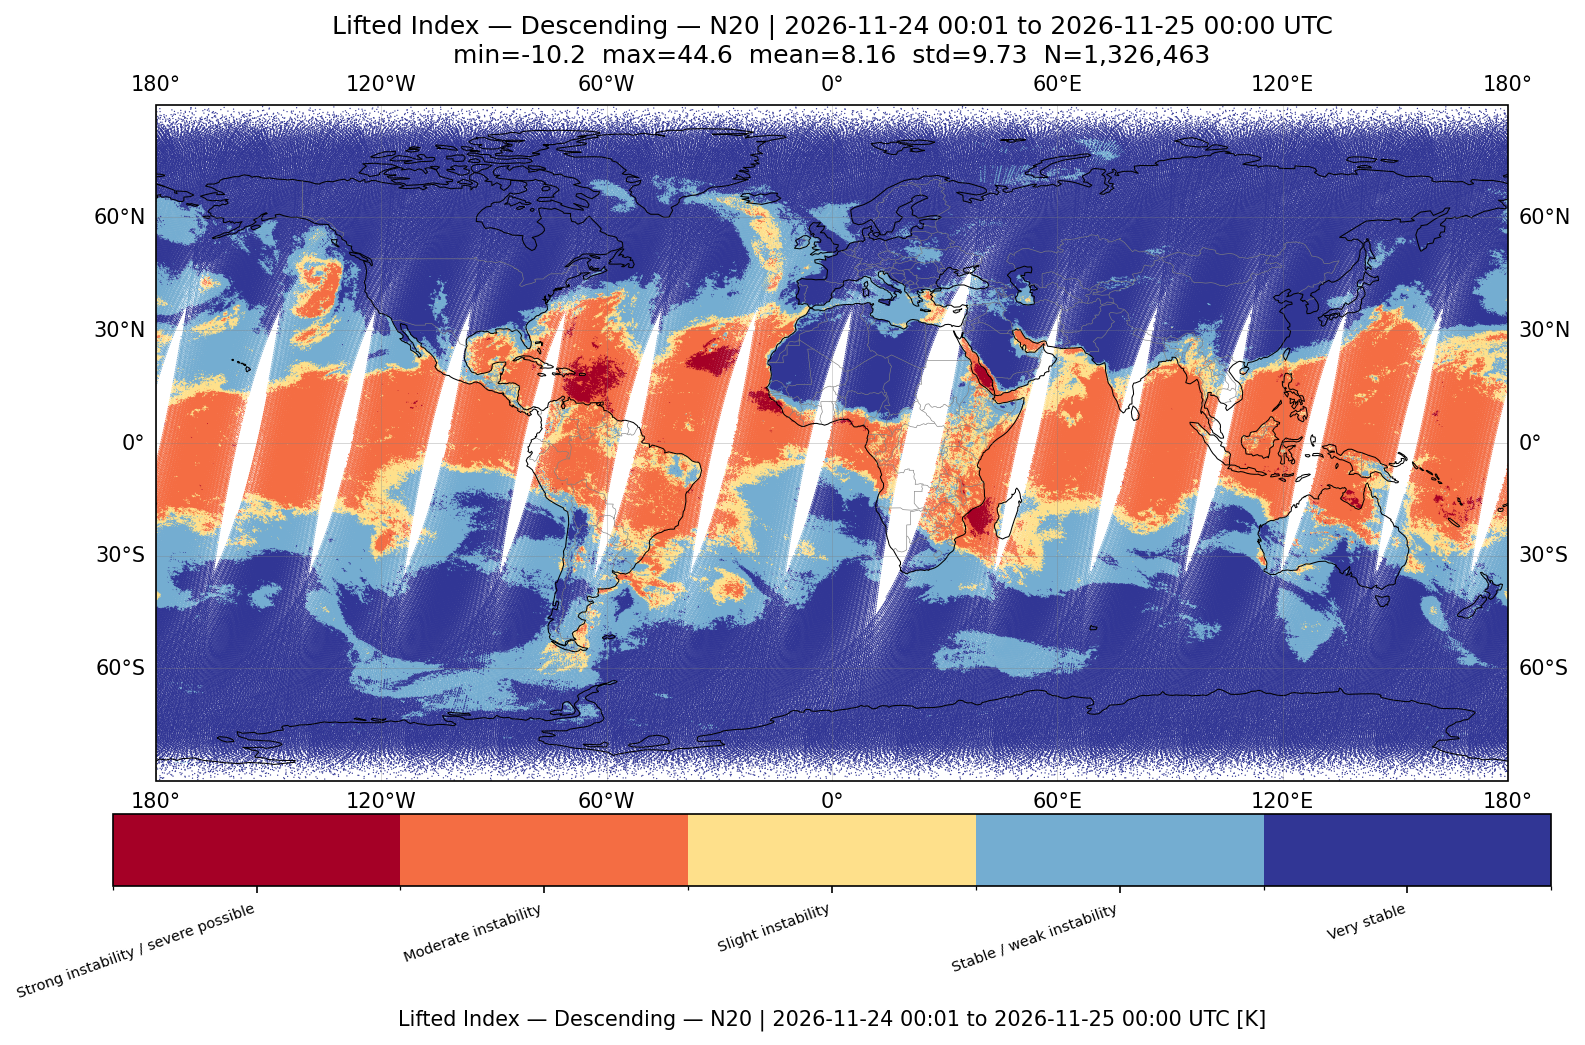 Lifted Index — Descending — N20 | 2026-11-24 00:01 to 2026-11-25 00:00 UTC
min=-10.2 max=44.6 mean=8.16 std=9.73 N=1,326,463
180° 120°W 60°W 0° 60°E 120°E 180°
60°N 60°N
30°N 30°N
0° 0°
30°S 30°S
60°S 60°S
180° 120°W 60°W 0° 60°E 120°E 180°
Strong instability / severe possible
Moderate instability
Slight instability
Stable / weak instability
Very stable
Lifted Index — Descending — N20 | 2026-11-24 00:01 to 2026-11-25 00:00 UTC [K]